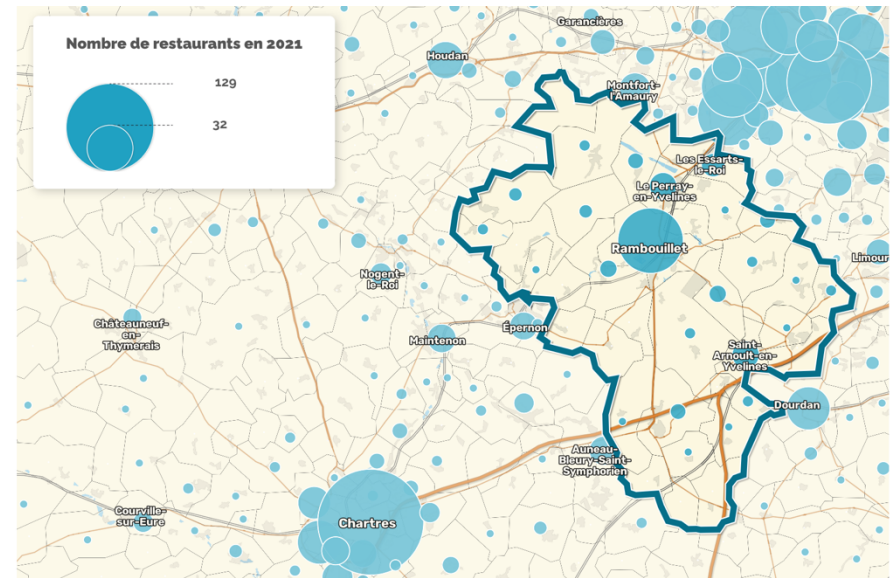 Nombre de restaurants en 2021
129
32
Garancières
Houdan
Montfort-
l'Amaury
Les Essarts-
le-Roi
Le Perray-
en-Yvelines
Rambouillet
Limour
Nogent-
le-Roi
Châteauneuf-
en-
Thymerais
Épernon
Maintenon
Saint-
Arnoult-en-
Yvelines
Dourdan
Auneau-
Bleury-Saint-
Symphorien
Courville-
sur-Eure
Chartres